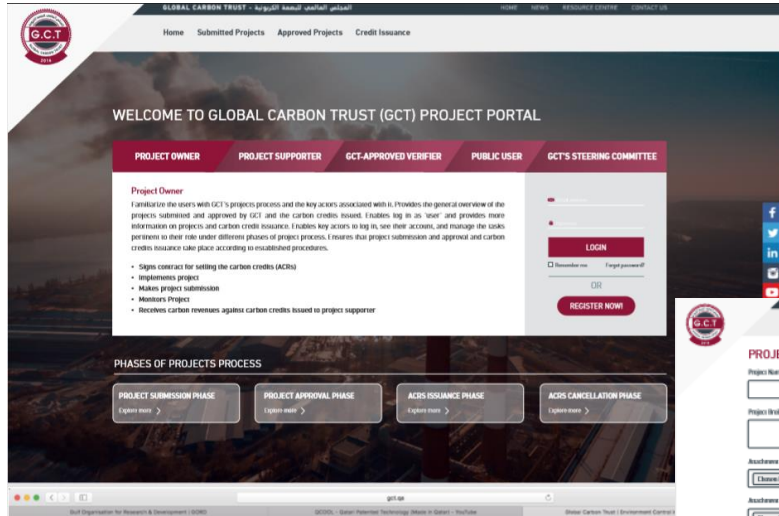 GLOBAL CARBON TRUST - المجلس العالمي للبصمة الكربونية
HOME NEWS RESOURCE CENTRE CONTACT US
G.C.T
2016
Home Submitted Projects Approved Projects Credit Issuance
WELCOME TO GLOBAL CARBON TRUST (GCT) PROJECT PORTAL
PROJECT OWNER PROJECT SUPPORTER GCT-APPROVED VERIFIER PUBLIC USER GCT'S STEERING COMMITTEE
Project Owner
Familiarize the users with GCT's projects process and the key actors associated with it. Provides the general overview of the
projects submitted and approved by GCT and the carbon credits issued. Enables log in as 'user' and provides more
information on projects and carbon credit issuance. Enables key actors to log in, see their account, and manage the tasks
pertinent to their role under different phases of project process. Ensures that project submission and approval and carbon
credits issuance take place according to established procedures.
• Signs contract for selling the carbon credits (ACRs)
• Implements project
• Makes project submission
• Monitors Project
• Receives carbon revenues against carbon credits issued to project supporter
LOGIN
Remember me Forgot password?
OR
REGISTER NOW!
G.C.T
PROJE
Project Nam
Project Brie
Attachment
Choose
Attachment
PHASES OF PROJECTS PROCESS
PROJECT SUBMISSION PHASE PROJECT APPROVAL PHASE ACRS ISSUANCE PHASE ACRS CANCELLATION PHASE
Explore more > Explore more > Explore more > Explore more >
gct.qa
Gulf Organisation for Research & Development | GORD GCOOL - Qatari Patented Technology (Made in Qatar) - YouTube Global Carbon Trust | Environment Control